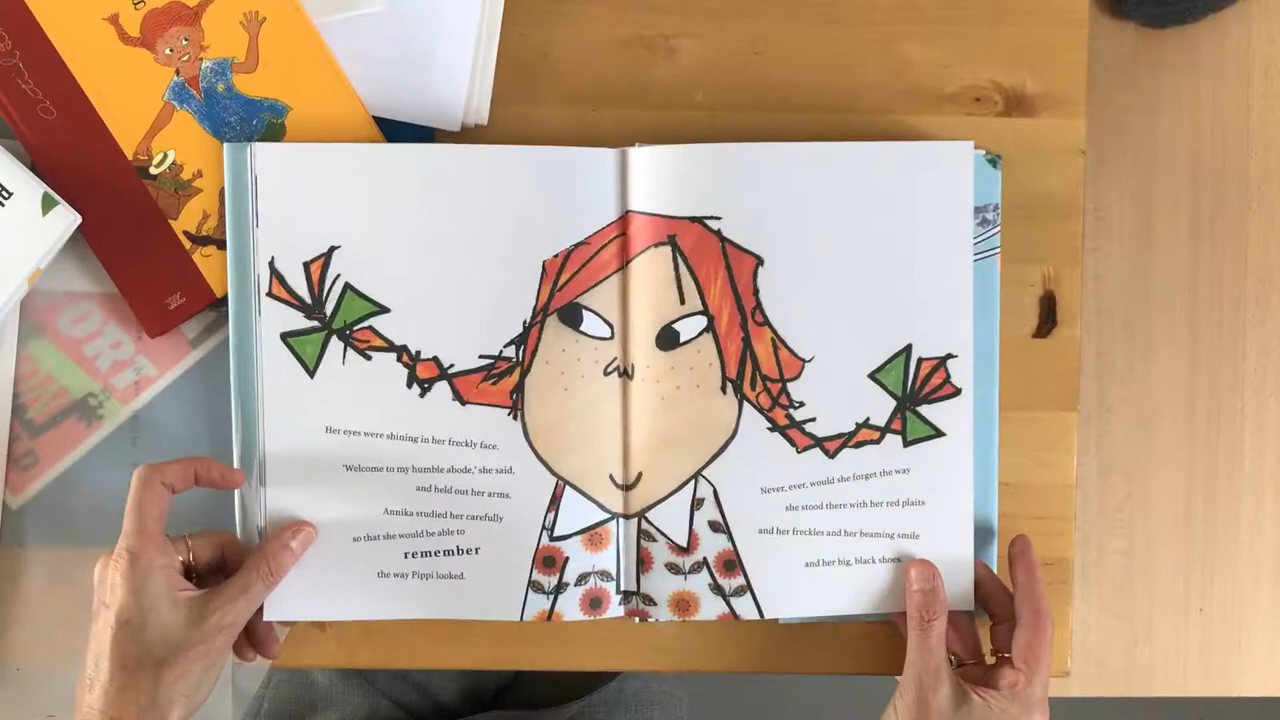 Her eyes were shining in her freckly face.
'Welcome to my humble abode,' she said,
and held out her arms.
Annika studied her carefully
so that she would be able to
remember
the way Pippi looked.
Never, ever, would she forget the way
she stood there with her red plaits
and her freckles and her beaming smile
and her big, black shoes.